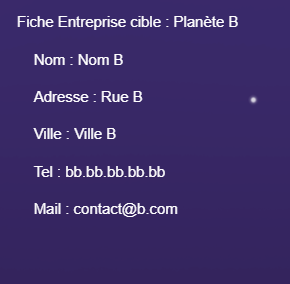 Fiche Entreprise cible : Planète B
Nom : Nom B
Adresse : Rue B
Ville : Ville B
Tel : bb.bb.bb.bb.bb
Mail : contact@b.com